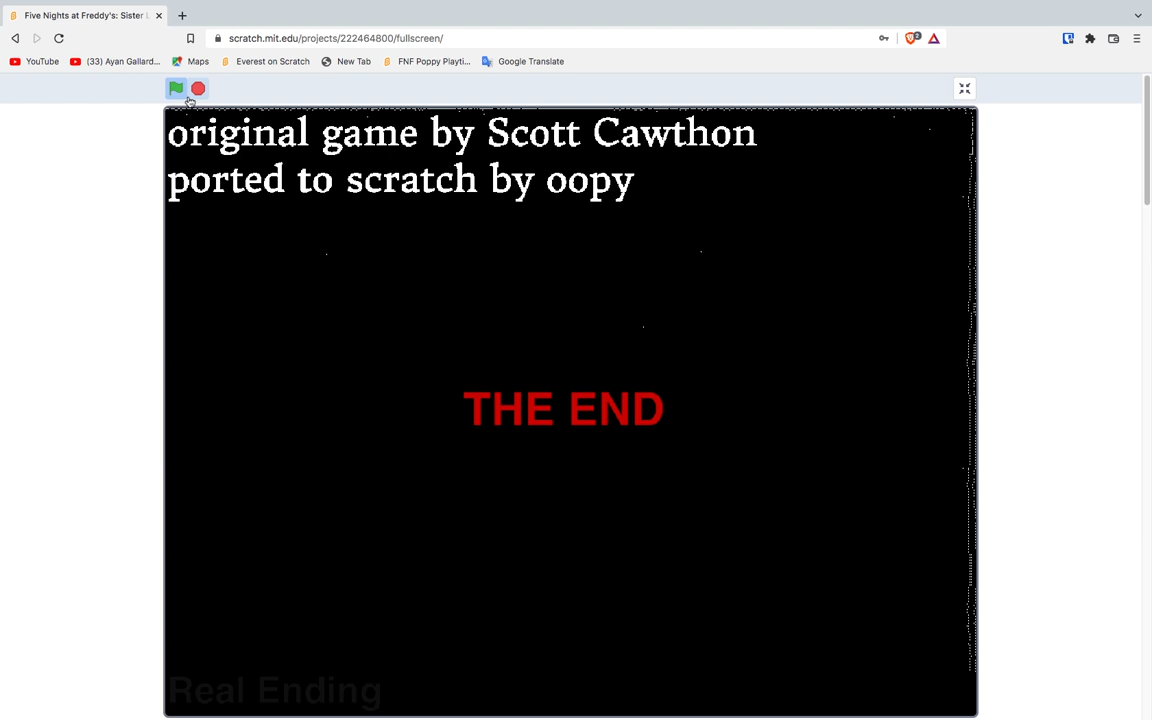 Five Nights at Freddy's: Sister L
scratch.mit.edu/projects/222464800/fullscreen/
2
YouTube
(33) Ayan Gallard...
Maps
Everest on Scratch
New Tab
FNF Poppy Playti...
Google Translate
original game by Scott Cawthon
ported to scratch by oopy
THE END
Real Ending